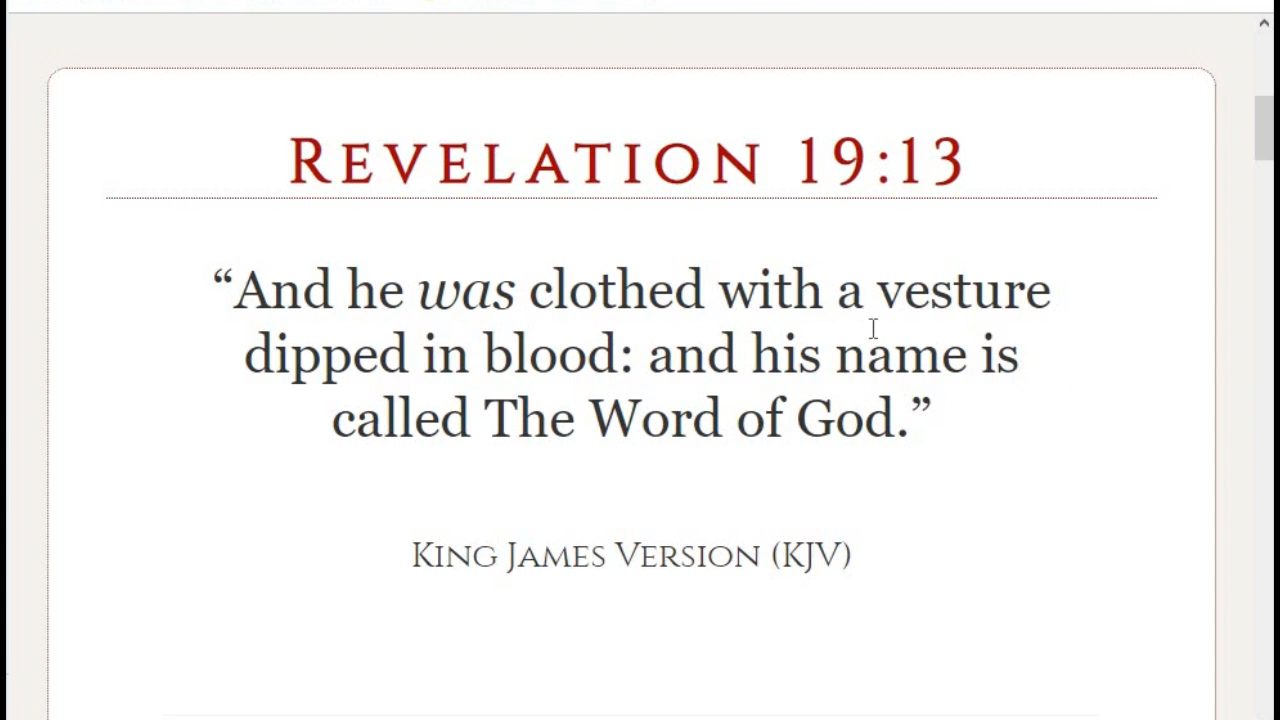 Revelation 19:13
“And he was clothed with a vesture
dipped in blood: and his name is
called The Word of God.”
King James Version (KJV)